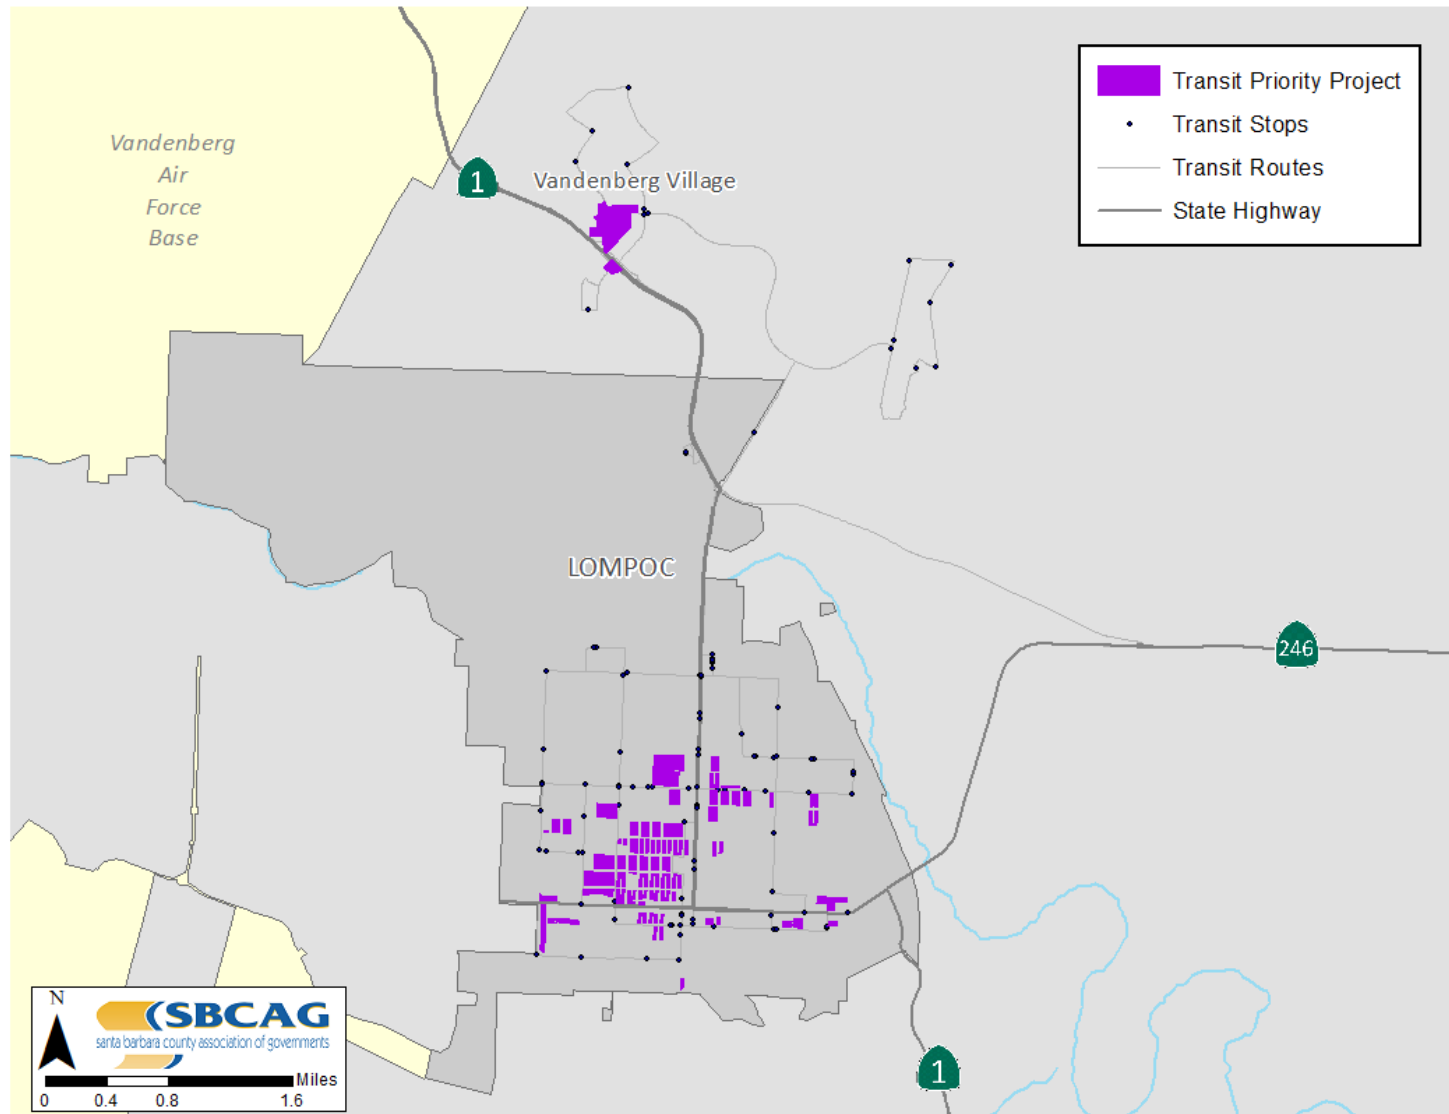 Transit Priority Project
Transit Stops
Transit Routes
State Highway
Vandenberg
Air
Force
Base
1
Vandenberg Village
LOMPOC
246
N
SBCAG
santa barbara county association of governments
Miles
0 0.4 0.8 1.6
1